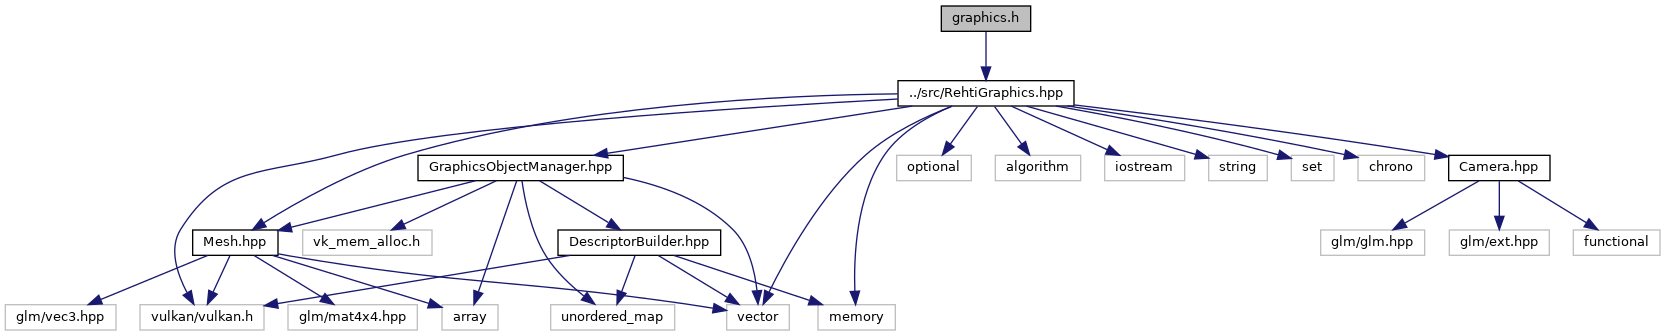 graphics.h
../src/RehtiGraphics.hpp
GraphicsObjectManager.hpp
optional
algorithm
iostream
string
set
chrono
Camera.hpp
Mesh.hpp
vk_mem_alloc.h
DescriptorBuilder.hpp
glm/glm.hpp
glm/ext.hpp
functional
glm/vec3.hpp
vulkan/vulkan.h
glm/mat4x4.hpp
array
unordered_map
vector
memory